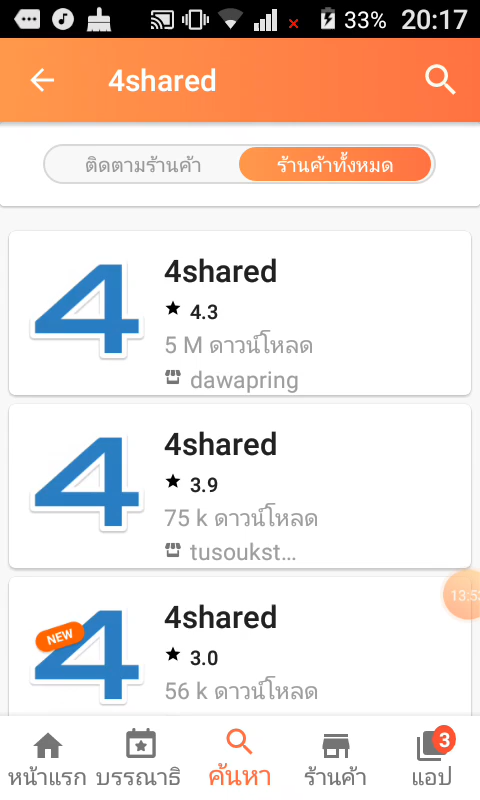 33% 20:17
4shared
ติดตามร้านค้า ร้านค้าทั้งหมด
4shared
4.3
5 M ดาวน์โหลด
dawapring
4shared
3.9
75 k ดาวน์โหลด
tusoukst...
13:5
NEW
4shared
3.0
56 k ดาวน์โหลด
3
หน้าแรก บรรณาธิ ค้นหา ร้านค้า แอป